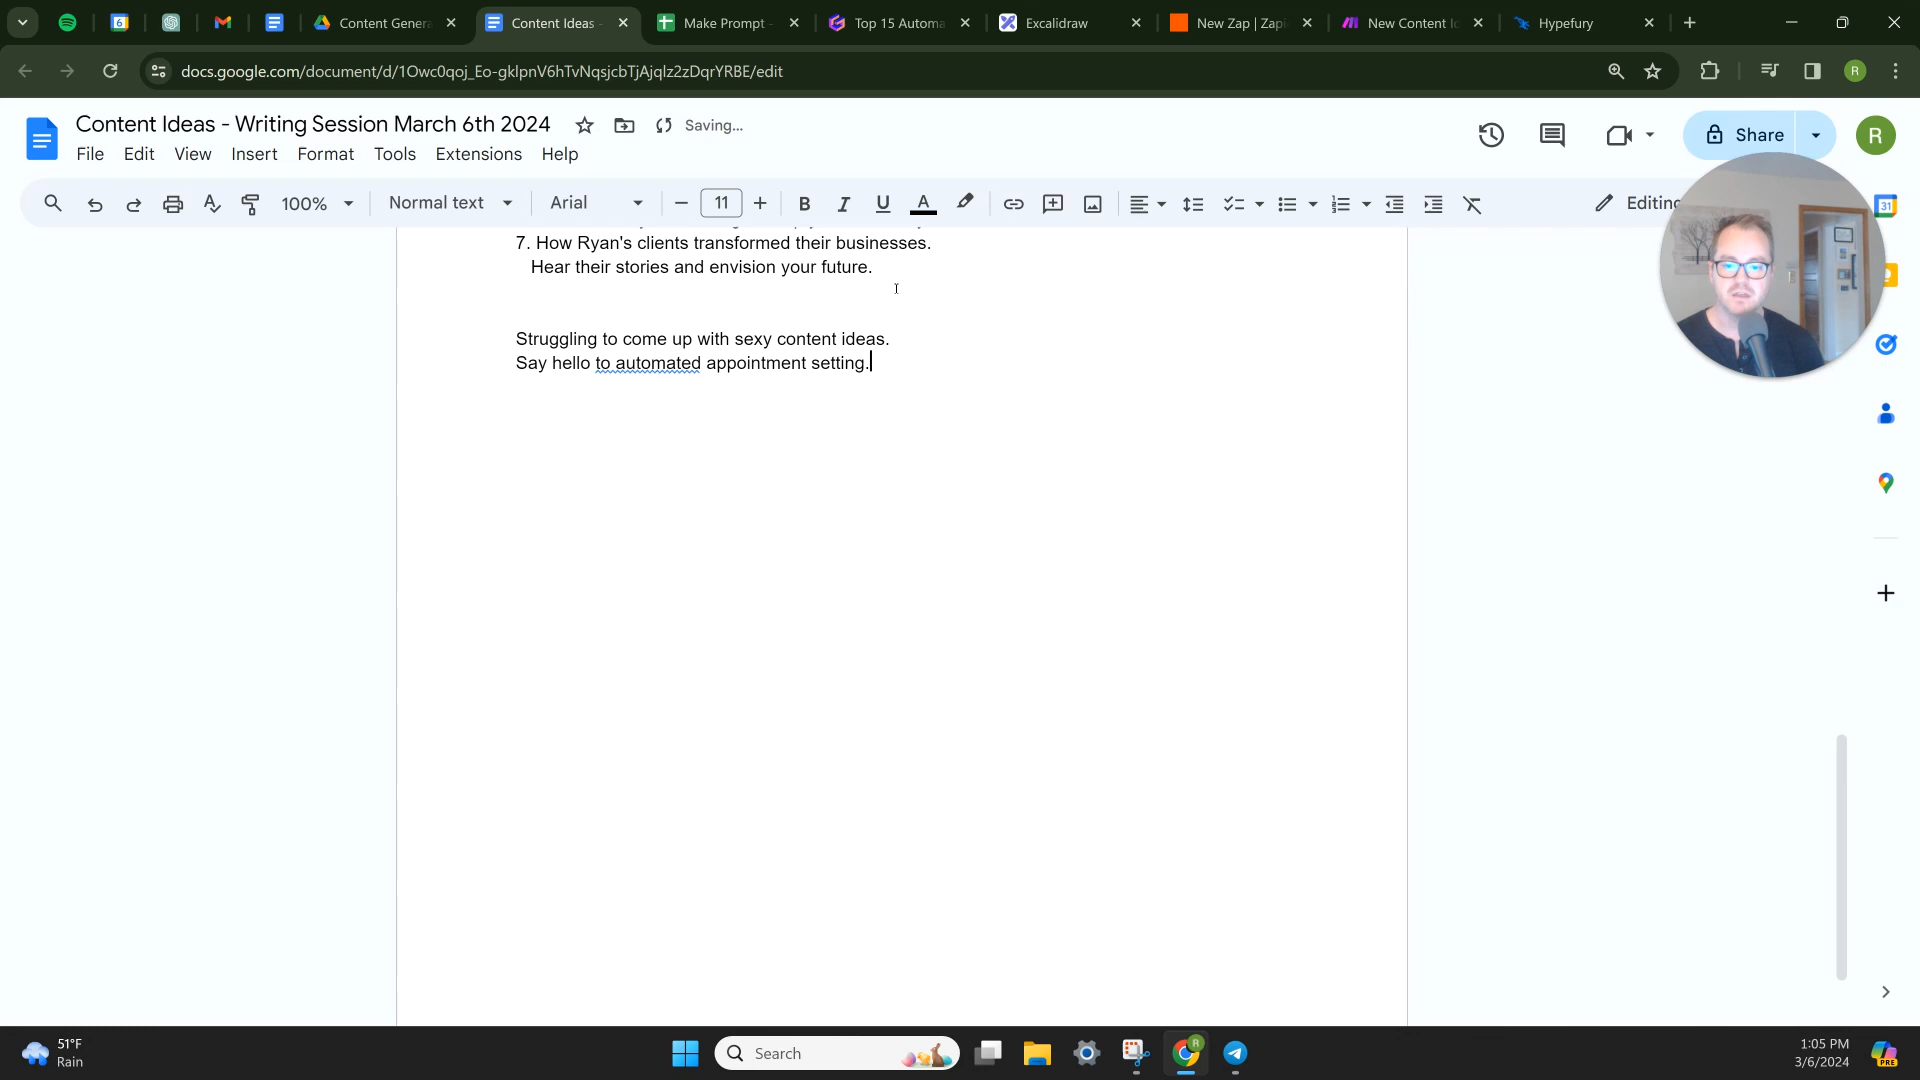 Content Genera
Content Ideas -
Make Prompt -
Top 15 Automa
Excalidraw
New Zap | Zapi
New Content Id
Hypefury
docs.google.com/document/d/1Owc0qoj_Eo-gklpnV6hTvNqsjcbTjAjqlz2zDqrYRBE/edit
R
Content Ideas - Writing Session March 6th 2024
Saving...
File Edit View Insert Format Tools Extensions Help
Share
R
100%
Normal text
Arial
11
B I U A
Editing
31
7. How Ryan's clients transformed their businesses.
Hear their stories and envision your future.
Struggling to come up with sexy content ideas.
Say hello to automated appointment setting.
51°F
Rain
Search
R
1:05 PM
3/6/2024
PRE